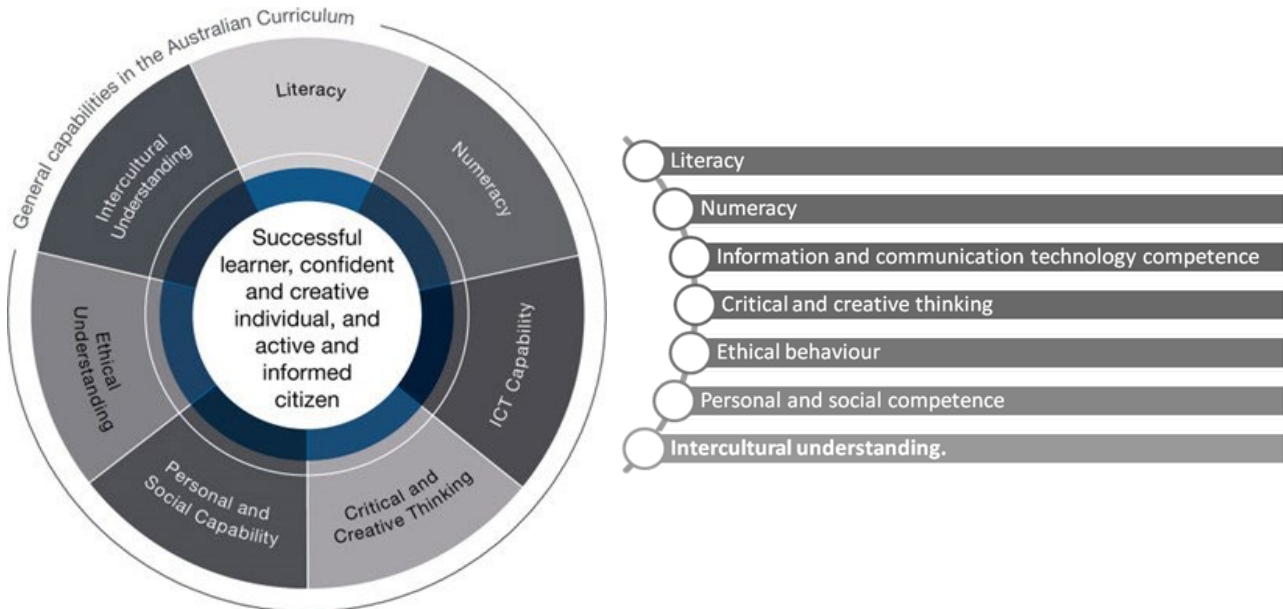 General capabilities in the Australian Curriculum
Literacy
Numeracy
ICT Capability
Critical and
Creative Thinking
Personal and
Social Capability
Ethical
Understanding
Intercultural
Understanding
Successful
learner, confident
and creative
individual, and
active and
informed
citizen
Literacy
Numeracy
Information and communication technology competence
Critical and creative thinking
Ethical behaviour
Personal and social competence
Intercultural understanding.